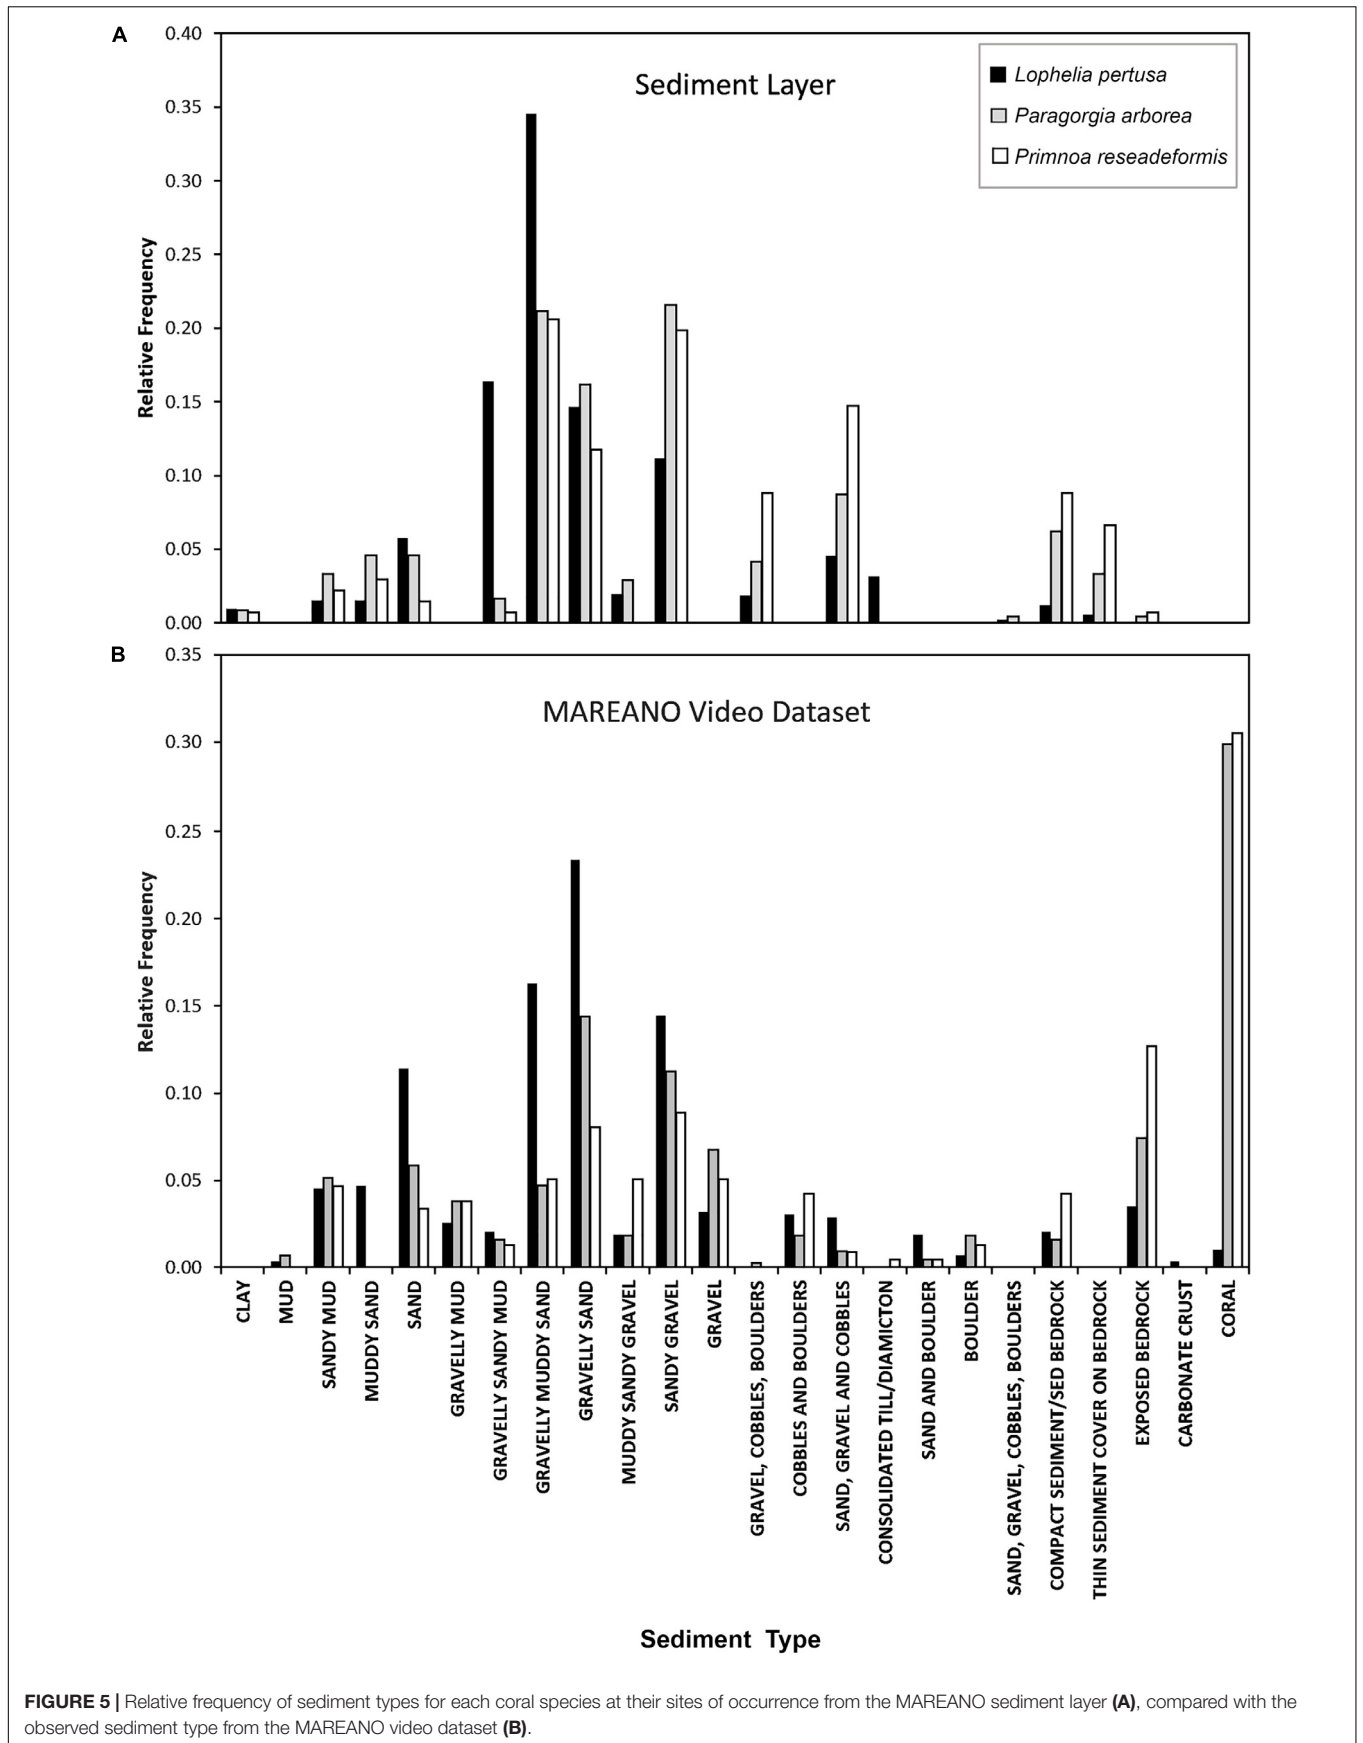 A
0.40
0.35
0.30
0.25
0.20
0.15
0.10
0.05
0.00
Relative Frequency
Sediment Layer
Lophelia pertusa
Paragorgia arborea
Primnoa reseadeformis
B
0.35
0.30
0.25
0.20
0.15
0.10
0.05
0.00
Relative Frequency
MAREANO Video Dataset
CLAY
MUD
SANDY MUD
MUDDY SAND
SAND
GRAVELLY MUD
GRAVELLY SANDY MUD
GRAVELLY MUDDY SAND
GRAVELLY SAND
MUDDY SANDY GRAVEL
SANDY GRAVEL
GRAVEL
GRAVEL, COBBLES, BOULDERS
COBBLES AND BOULDERS
SAND, GRAVEL AND COBBLES
CONSOLIDATED TILL/DIAMICTON
SAND AND BOULDER
BOULDER
SAND, GRAVEL, COBBLES, BOULDERS
COMPACT SEDIMENT/SED BEDROCK
THIN SEDIMENT COVER ON BEDROCK
EXPOSED BEDROCK
CARBONATE CRUST
CORAL
Sediment Type
FIGURE 5 | Relative frequency of sediment types for each coral species at their sites of occurrence from the MAREANO sediment layer (A), compared with the
observed sediment type from the MAREANO video dataset (B).